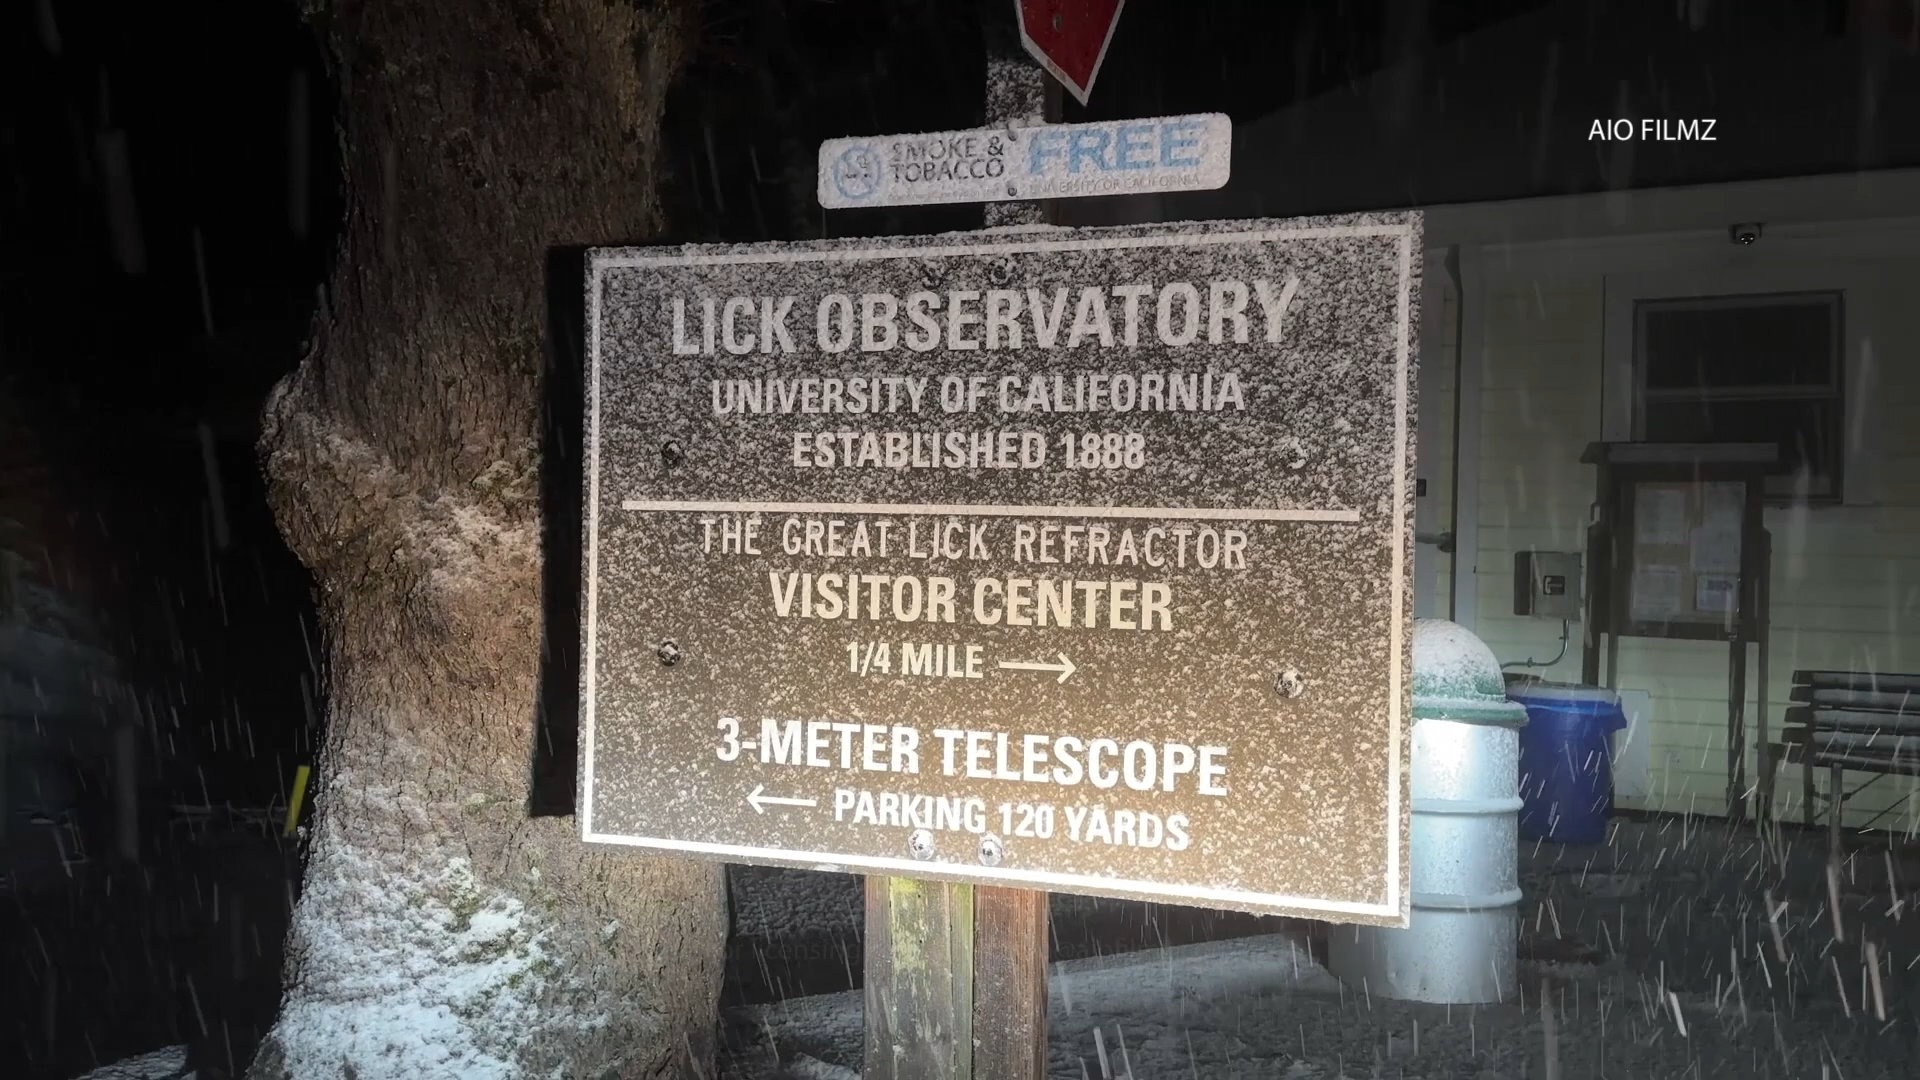 AIO FILMZ
SMOKE &
TOBACCO
FREE
UNIVERSITY OF CALIFORNIA
LICK OBSERVATORY
UNIVERSITY OF CALIFORNIA
ESTABLISHED 1888
THE GREAT LICK REFRACTOR
VISITOR CENTER
1/4 MILE →
3-METER TELESCOPE
← PARKING 120 YARDS